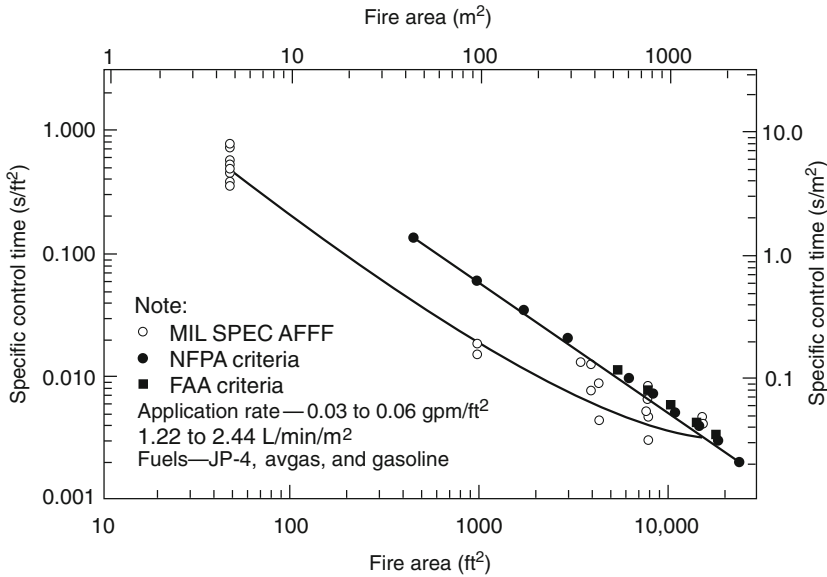 Fire area (m²)
1 10 100 1000
1.000
0.100
0.010
0.001
Specific control time (s/ft²)
10.0
1.0
0.1
Specific control time (s/m²)
Note:
MIL SPEC AFFF
NFPA criteria
FAA criteria
Application rate — 0.03 to 0.06 gpm/ft²
1.22 to 2.44 L/min/m²
Fuels—JP-4, avgas, and gasoline
10 100 1000 10,000
Fire area (ft²)